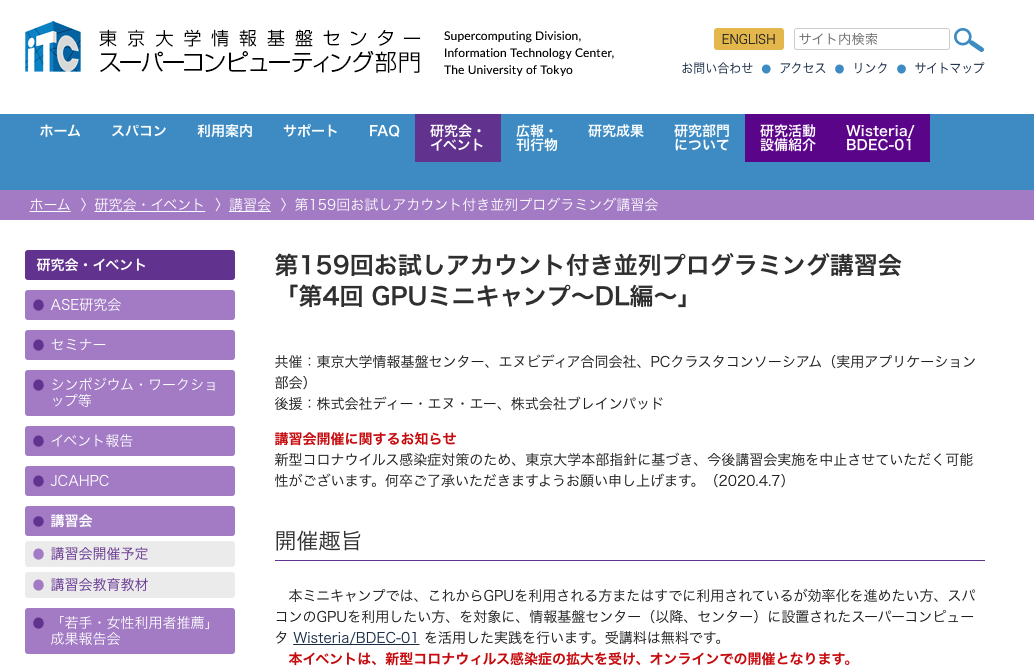 iTC
東京大学情報基盤センター
スーパーコンピューティング部門
Supercomputing Division,
Information Technology Center,
The University of Tokyo
ENGLISH
サイト内検索
お問い合わせ ● アクセス ● リンク ● サイトマップ
ホーム
スパコン
利用案内
サポート
FAQ
研究会・
イベント
広報・
刊行物
研究成果
研究部門
について
研究活動
設備紹介
Wisteria/
BDEC-01
ホーム 〉研究会・イベント 〉講習会 〉第159回お試しアカウント付き並列プログラミング講習会
研究会・イベント
ASE研究会
セミナー
シンポジウム・ワークショ
ップ等
イベント報告
JCAHPC
講習会
講習会開催予定
講習会教育教材
「若手・女性利用者推薦」
成果報告会
第159回お試しアカウント付き並列プログラミング講習会
「第4回 GPUミニキャンプ〜DL編〜」
共催：東京大学情報基盤センター、エヌビディア合同会社、PCクラスタコンソーシアム（実用アプリケーション
部会）
後援：株式会社ディー・エヌ・エー、株式会社ブレインパッド
講習会開催に関するお知らせ
新型コロナウイルス感染症対策のため、東京大学本部指針に基づき、今後講習会実施を中止させていただく可能
性がございます。何卒ご了承いただきますようお願い申し上げます。（2020.4.7）
開催趣旨
本ミニキャンプでは、これからGPUを利用される方またはすでに利用されているが効率化を進めたい方、スパ
コンのGPUを利用したい方、を対象に、情報基盤センター（以降、センター）に設置されたスーパーコンピュー
タ Wisteria/BDEC-01 を活用した実践を行います。受講料は無料です。
本イベントは、新型コロナウィルス感染症の拡大を受け、オンラインでの開催となります。